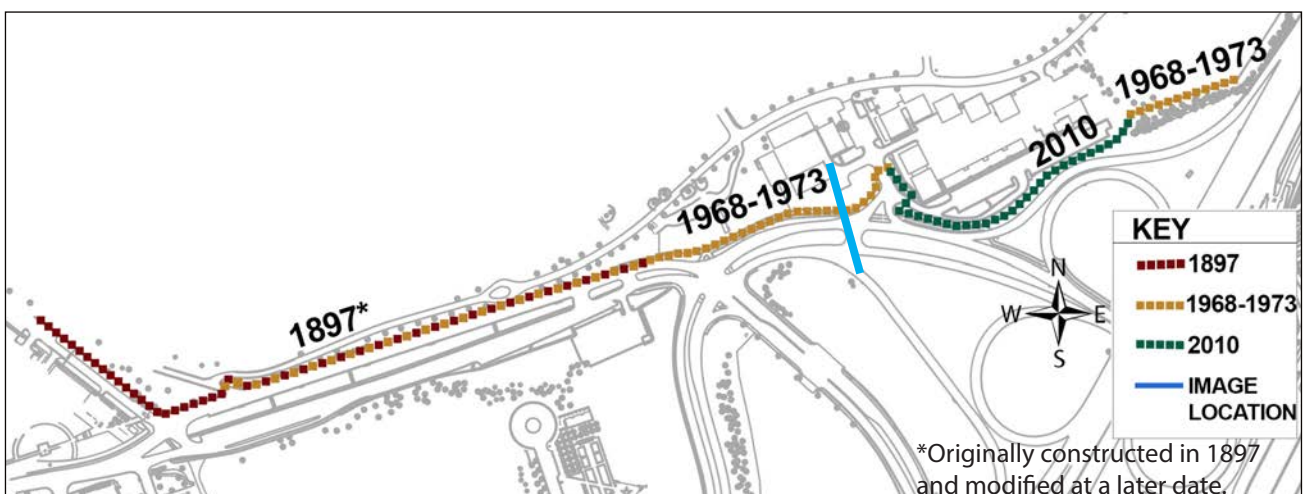 1968-1973
2010
1968-1973
1897*
KEY
1897
1968-1973
2010
IMAGE
LOCATION
N
W E
S
*Originally constructed in 1897
and modified at a later date.